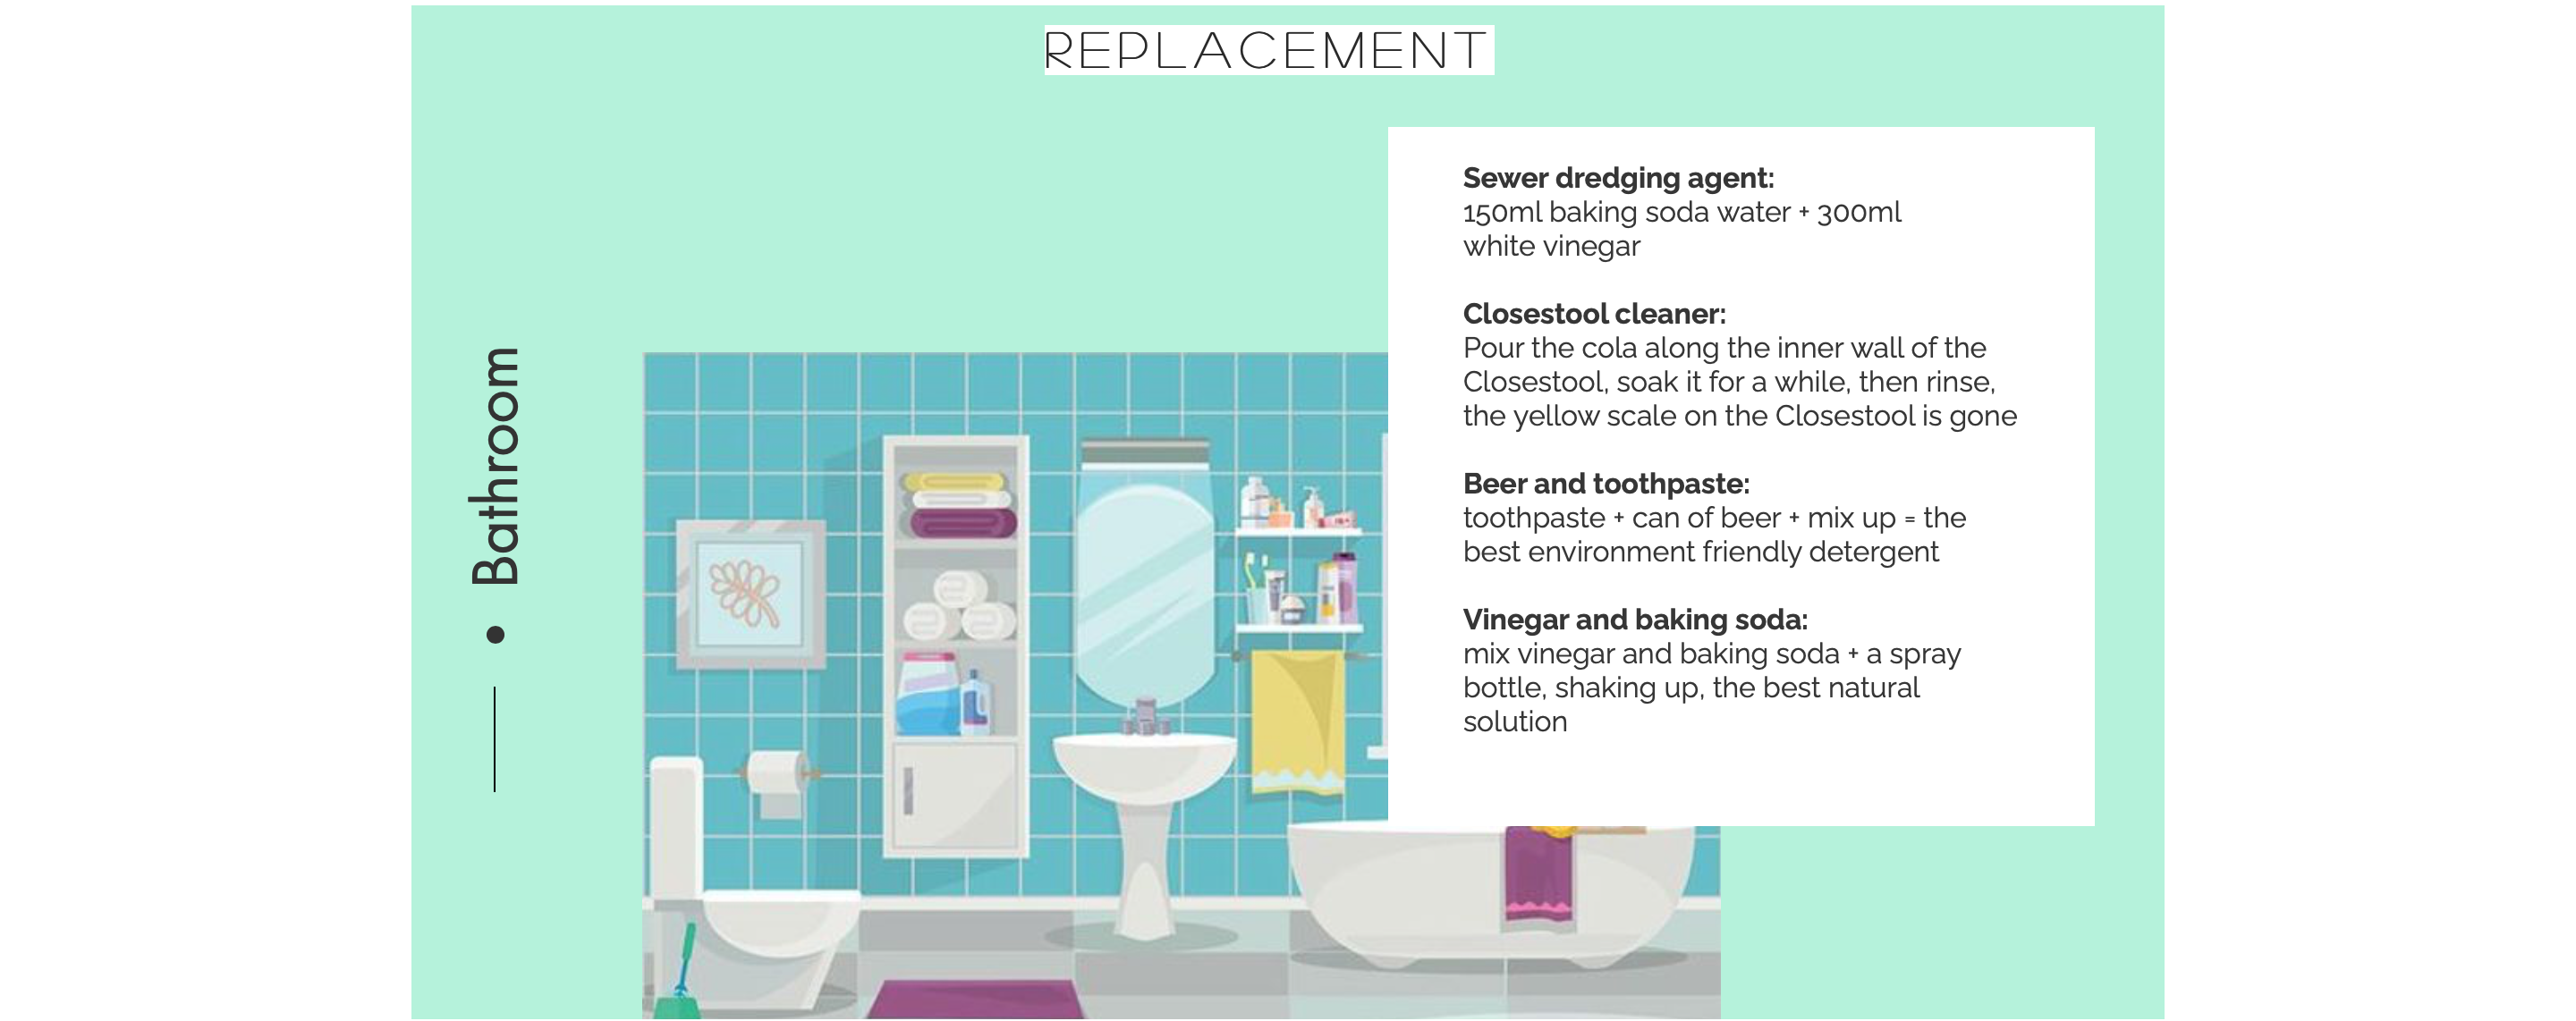 REPLACEMENT
Bathroom
Sewer dredging agent:
150ml baking soda water + 300ml
white vinegar
Closestool cleaner:
Pour the cola along the inner wall of the
Closestool, soak it for a while, then rinse,
the yellow scale on the Closestool is gone
Beer and toothpaste:
toothpaste + can of beer + mix up = the
best environment friendly detergent
Vinegar and baking soda:
mix vinegar and baking soda + a spray
bottle, shaking up, the best natural
solution